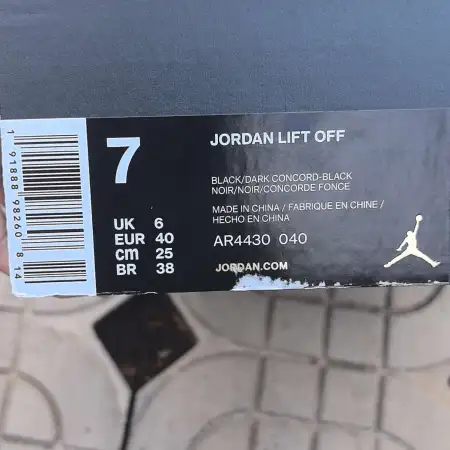 1 91888 98260 8 14
7
JORDAN LIFT OFF
BLACK/DARK CONCORD-BLACK
NOIR/NOIR/CONCORDE FONCE
MADE IN CHINA / FABRIQUE EN CHINE /
HECHO EN CHINA
UK 6
EUR 40
cm 25
BR 38
AR4430 040
JORDAN.COM